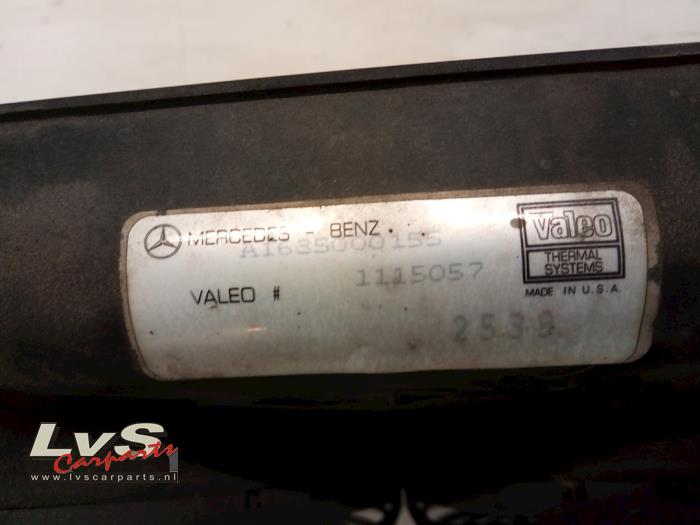 MERCEDES - BENZ
A1635000155
VALEO # 1115057
2539
Valeo
THERMAL
SYSTEMS
MADE IN U.S.A.
LvS
Carparts
www.lvscarparts.nl